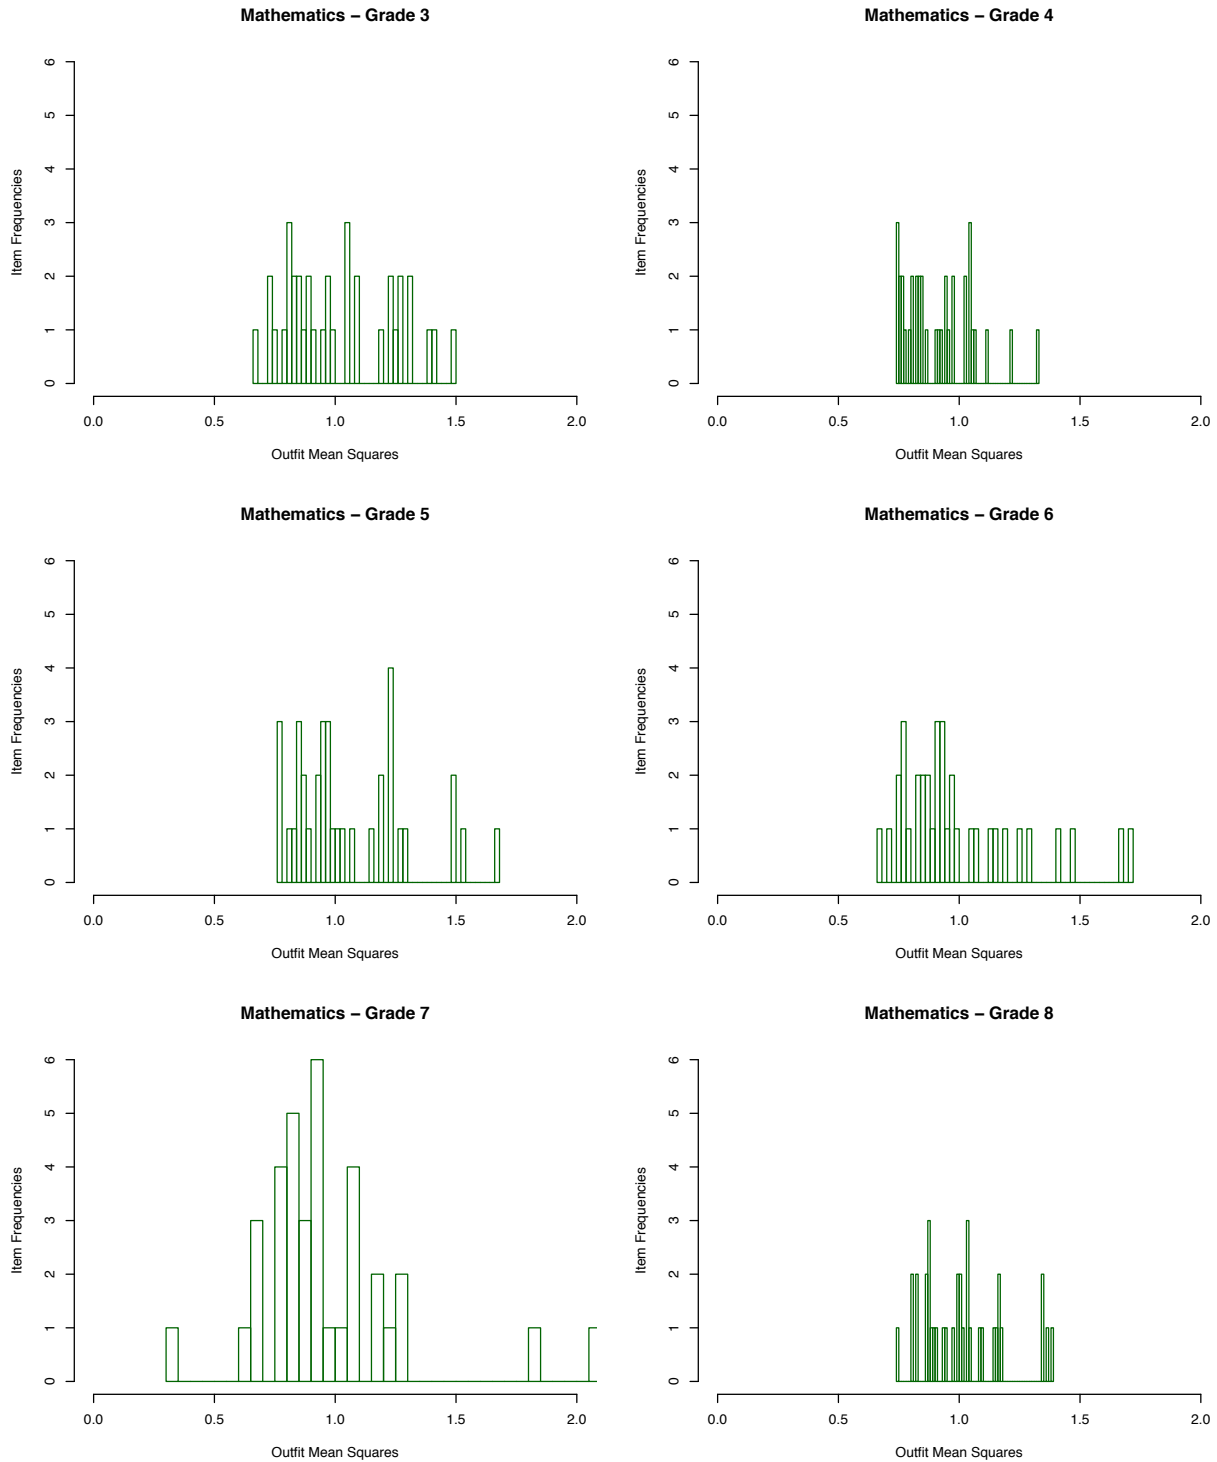 Mathematics – Grade 3
6
5
4
3
2
1
0
Item Frequencies
0.0 0.5 1.0 1.5 2.0
Outfit Mean Squares
Mathematics – Grade 4
6
5
4
3
2
1
0
Item Frequencies
0.0 0.5 1.0 1.5 2.0
Outfit Mean Squares
Mathematics – Grade 5
6
5
4
3
2
1
0
Item Frequencies
0.0 0.5 1.0 1.5 2.0
Outfit Mean Squares
Mathematics – Grade 6
6
5
4
3
2
1
0
Item Frequencies
0.0 0.5 1.0 1.5 2.0
Outfit Mean Squares
Mathematics – Grade 7
6
5
4
3
2
1
0
Item Frequencies
0.0 0.5 1.0 1.5 2.0
Outfit Mean Squares
Mathematics – Grade 8
6
5
4
3
2
1
0
Item Frequencies
0.0 0.5 1.0 1.5 2.0
Outfit Mean Squares